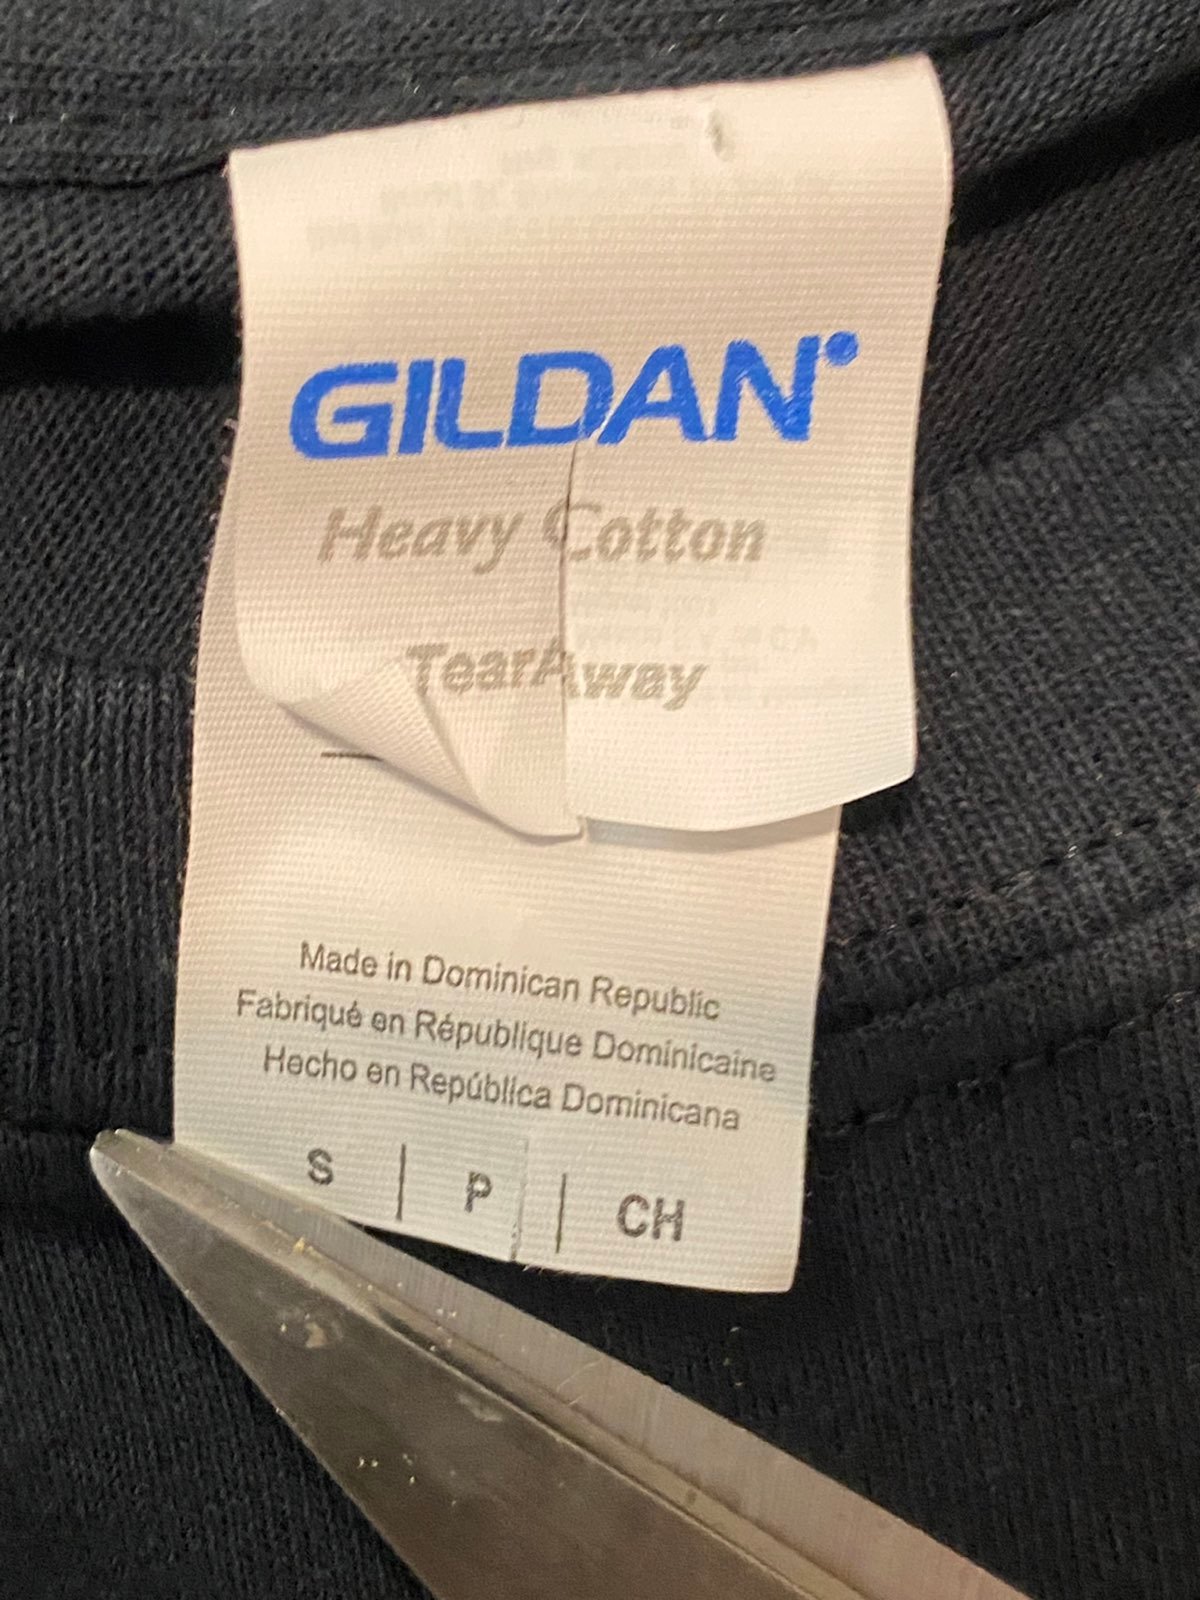 GILDAN
Heavy Cotton
TearAway
Made in Dominican Republic
Fabriqué en République Dominicaine
Hecho en República Dominicana
S | P | CH